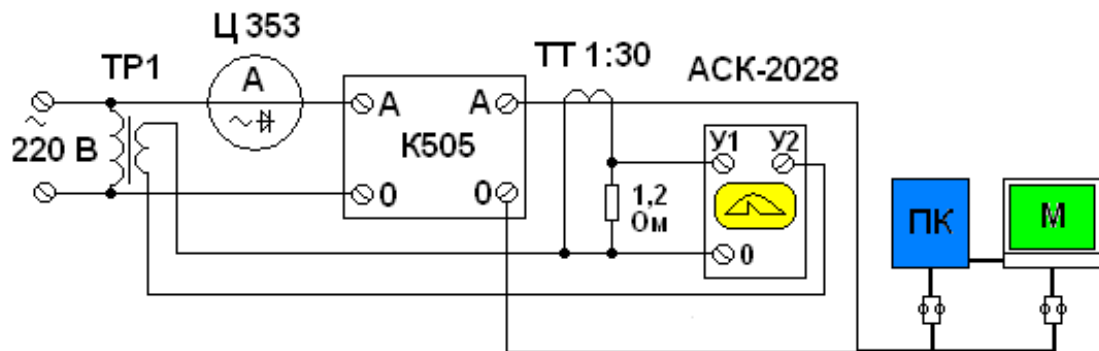 Ц 353
ТР1
ТТ 1:30
АСК-2028
А
А
А
~
220 В
К505
У1
У2
0
0
1,2
Ом
0
ПК
М